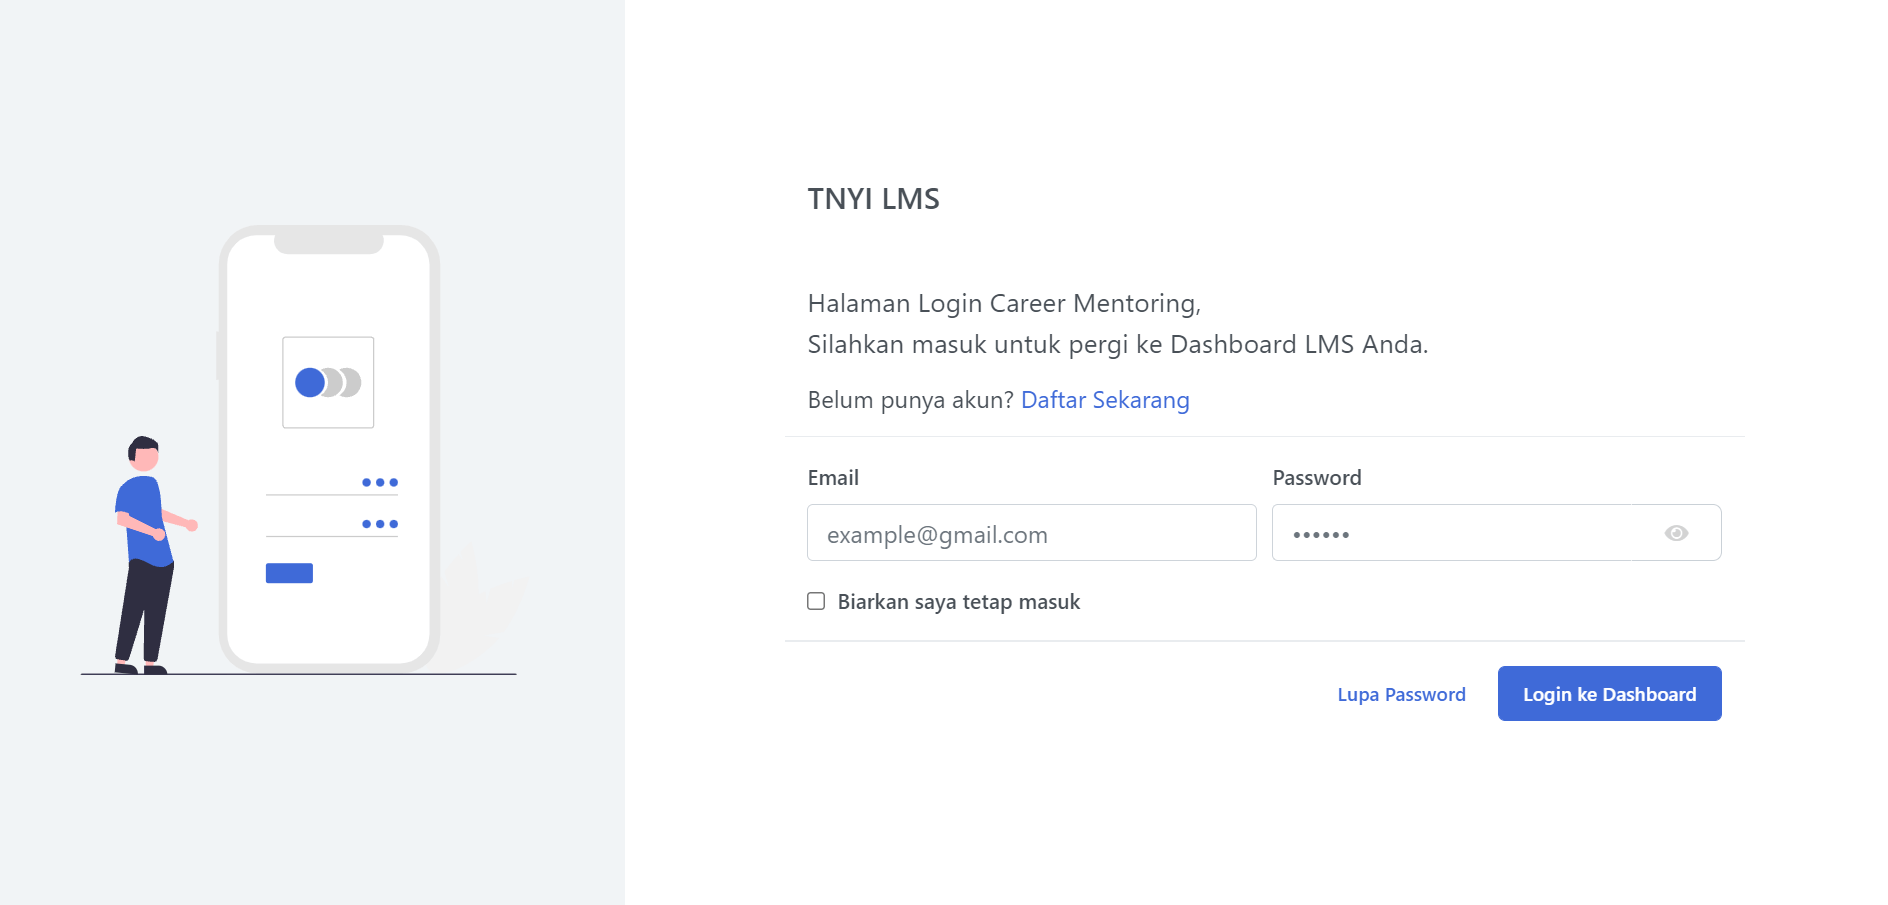 TNYI LMS
Halaman Login Career Mentoring,
Silahkan masuk untuk pergi ke Dashboard LMS Anda.
Belum punya akun? Daftar Sekarang
Email
Password
example@gmail.com
••••••
Biarkan saya tetap masuk
Lupa Password
Login ke Dashboard